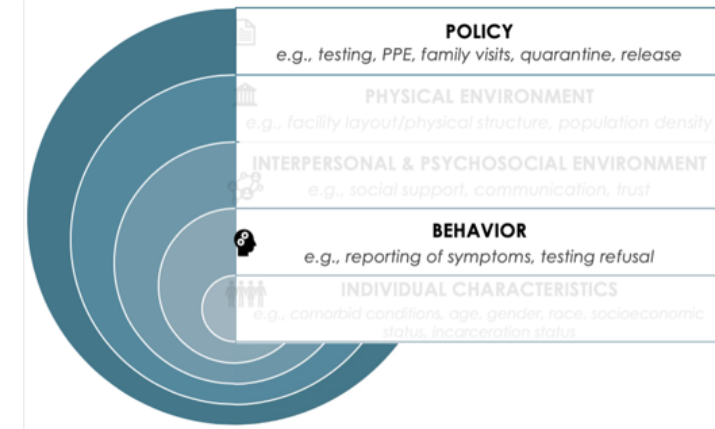 POLICY
e.g., testing, PPE, family visits, quarantine, release
PHYSICAL ENVIRONMENT
e.g., facility layout/physical structure, population density
INTERPERSONAL & PSYCHOSOCIAL ENVIRONMENT
e.g., social support, communication, trust
BEHAVIOR
e.g., reporting of symptoms, testing refusal
INDIVIDUAL CHARACTERISTICS
e.g., comorbid conditions, age, gender, race, socioeconomic
status, incarceration status